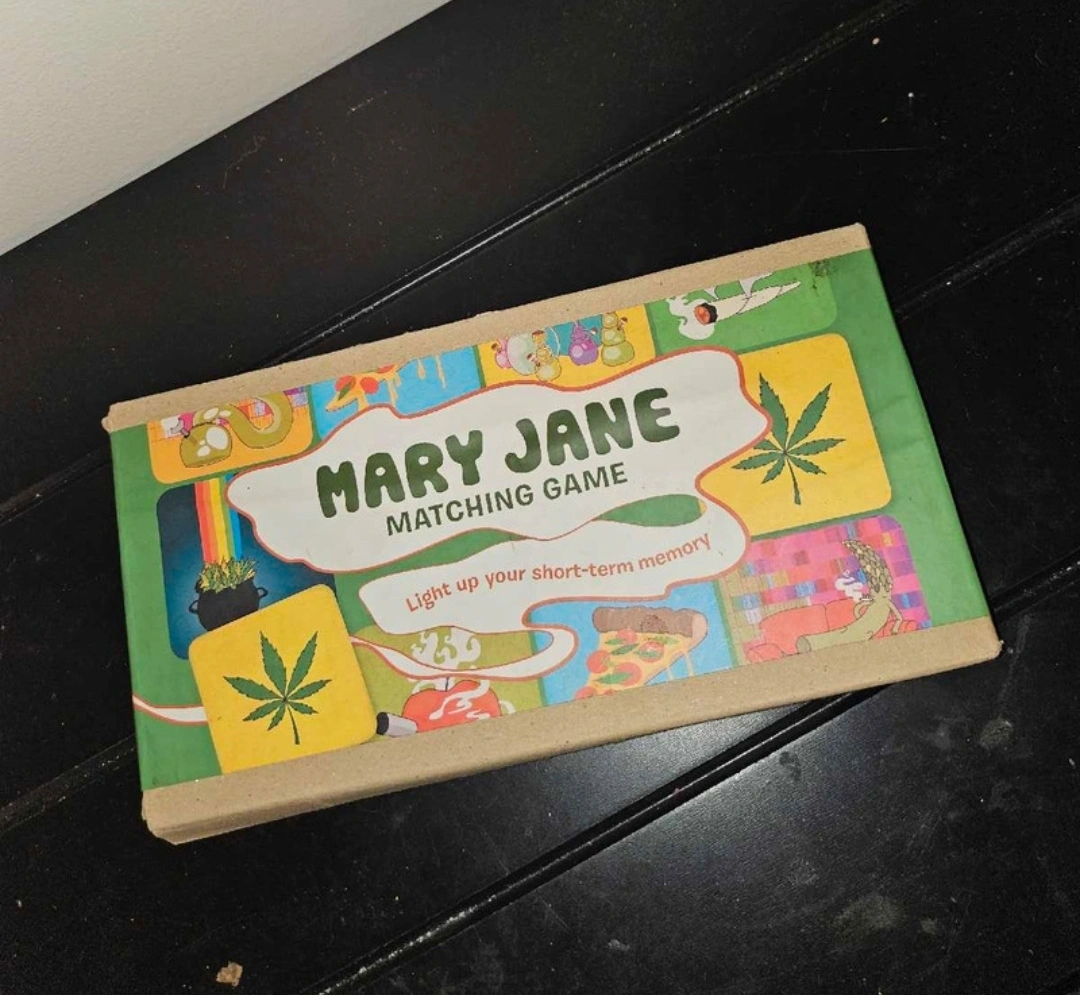 MARY JANE
MATCHING GAME
Light up your short-term memory